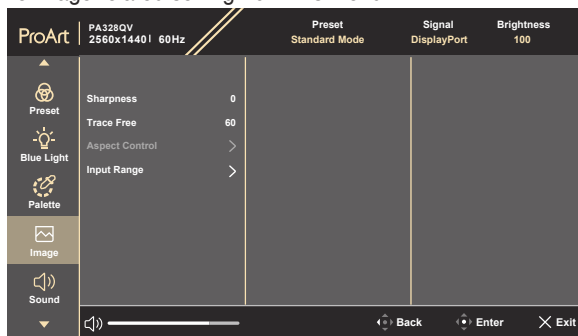 ProArt
PA328QV
2560x1440 60Hz
Preset
Standard Mode
Signal
DisplayPort
Brightness
100
Preset
Blue Light
Palette
Image
Sound
Sharpness 0
Trace Free 60
Aspect Control
Input Range
Back
Enter
Exit